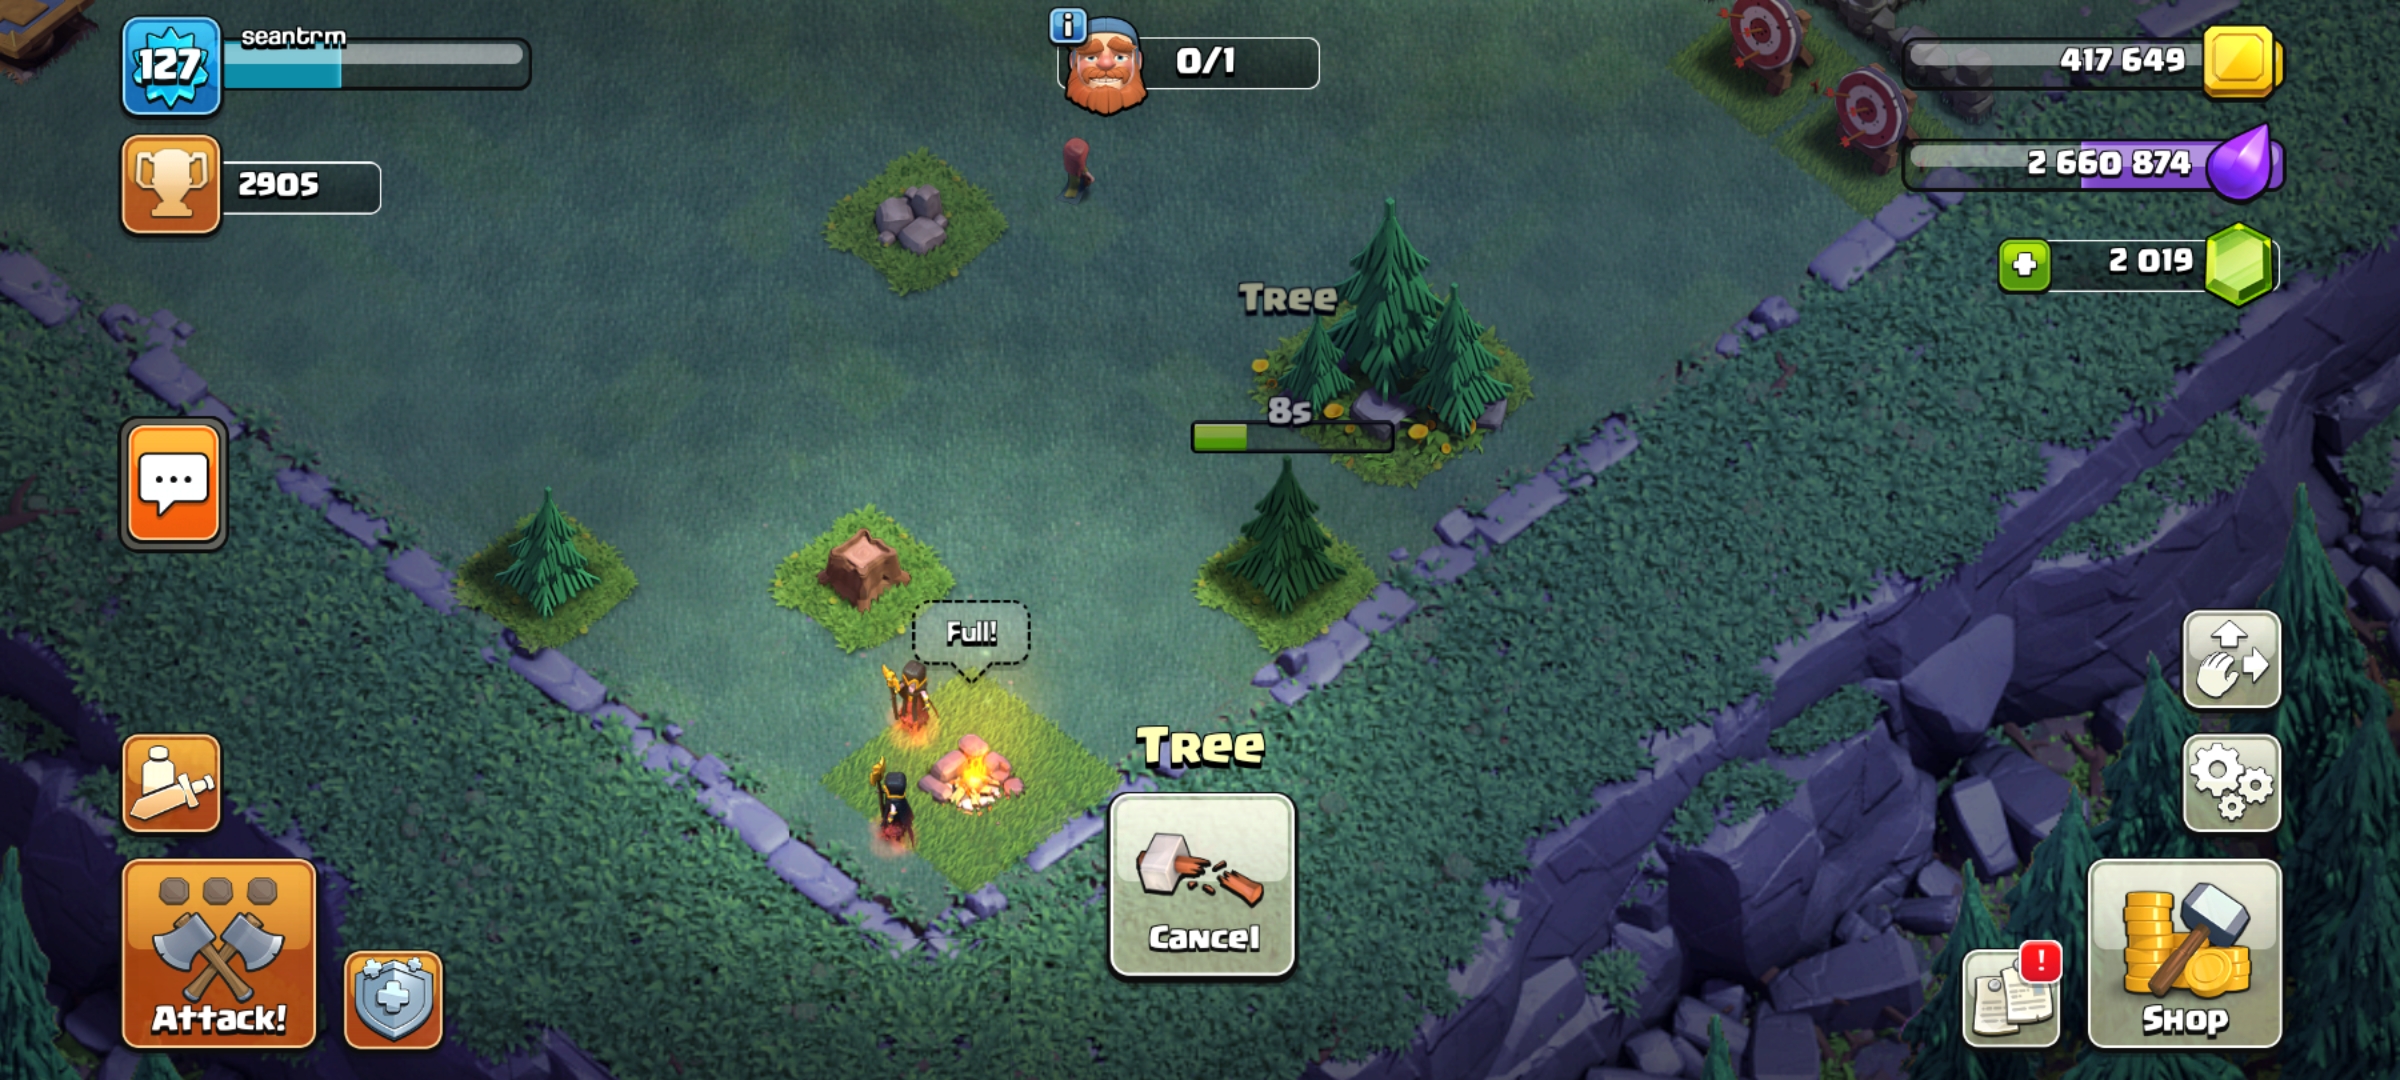 127
seantrm
i
0/1
417 649
2905
2 660 874
2 019
Tree
8s
Full!
Tree
Cancel
Attack!
!
Shop